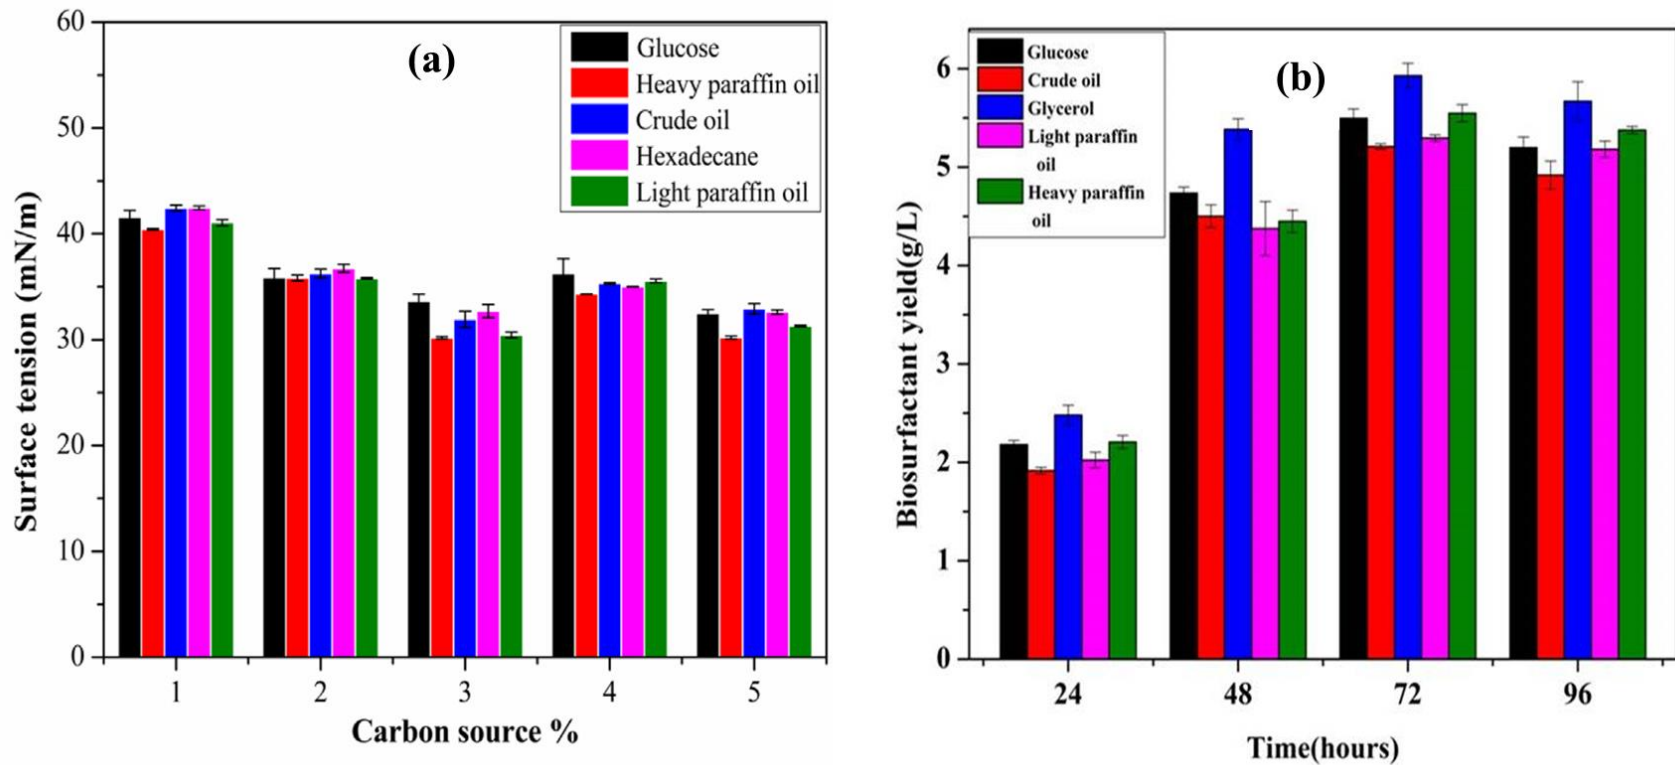 (a)
Glucose
Heavy paraffin oil
Crude oil
Hexadecane
Light paraffin oil
Surface tension (mN/m)
60
50
40
30
20
10
0
1 2 3 4 5
Carbon source %
(b)
Glucose
Crude oil
Glycerol
Light paraffin
oil
Heavy paraffin
oil
Biosurfactant yield(g/L)
6
5
4
3
2
1
0
24 48 72 96
Time(hours)